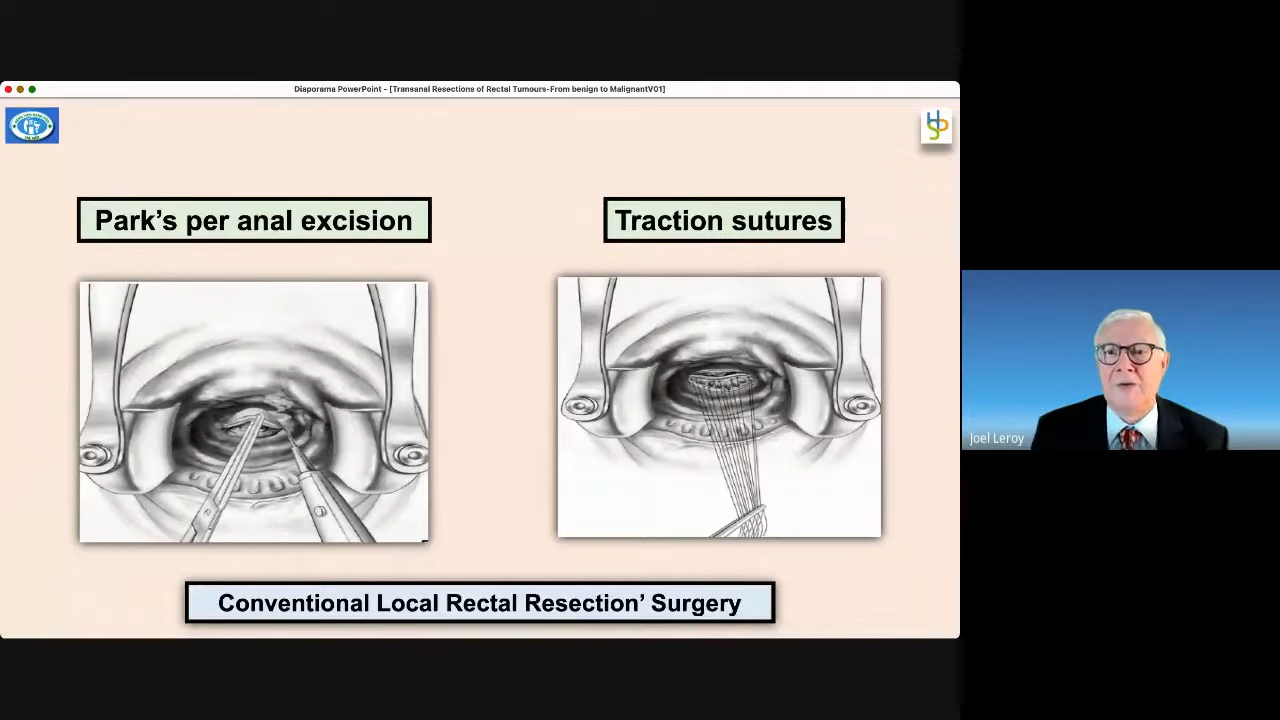 Diaporama PowerPoint - [Transanal Resections of Rectal Tumours-From benign to MalignantV01]
Park’s per anal excision
Traction sutures
Joel Leroy
Conventional Local Rectal Resection’ Surgery